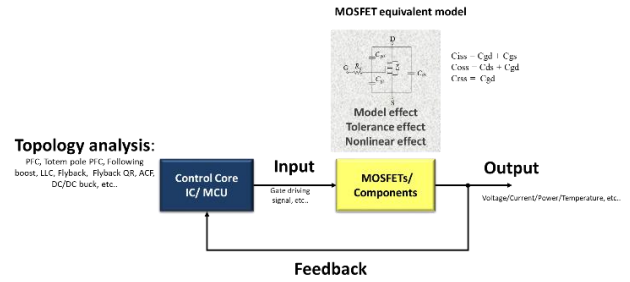 MOSFET equivalent model
D
Ciss = Cgd + Cgs
Coss = Cds + Cgd
Crss = Cgd
G
S
Model effect
Tolerance effect
Nonlinear effect
Topology analysis:
PFC, Totem pole PFC, Following
boost, LLC, Flyback, Flyback QR, ACF,
DC/DC buck, etc..
Control Core
IC/ MCU
Input
Gate driving
signal, etc..
MOSFETs/
Components
Output
Voltage/Current/Power/Temperature, etc..
Feedback